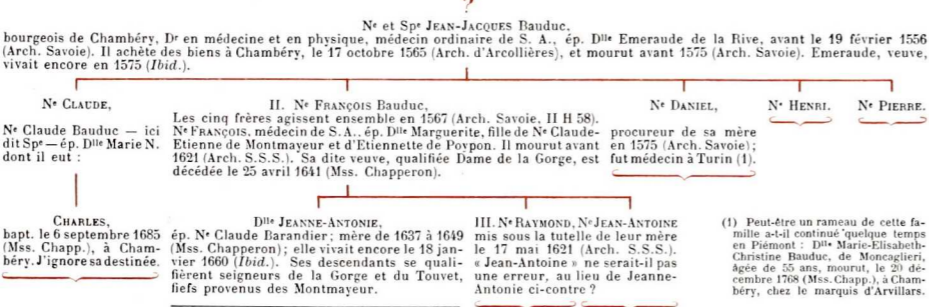 ?
Nᵉ et Spᵉ JEAN-JACQUES Bauduc,
bourgeois de Chambéry, Dʳ en médecine et en physique, médecin ordinaire de S. A., ép. Dˡˡᵉ Emeraude de la Rive, avant le 19 février 1556
(Arch. Savoie). Il achète des biens à Chambéry, le 17 octobre 1565 (Arch. d'Arcollières), et mourut avant 1575 (Arch. Savoie). Emeraude, veuve,
vivait encore en 1575 (Ibid.).
Nᵉ CLAUDE,
Nᵉ Claude Bauduc — ici
dit Spᵉ — ép. Dˡˡᵉ Marie N.
dont il eut :
II. Nᵉ FRANÇOIS Bauduc,
Les cinq frères agissent ensemble en 1567 (Arch. Savoie, II H 58).
Nᵉ FRANÇOIS, médecin de S. A., ép. Dˡˡᵉ Marguerite, fille de Nᵉ Claude-
Etienne de Montmayeur et d'Etiennette de Poypon. Il mourut avant
1621 (Arch. S.S.S.). Sa dite veuve, qualifiée Dame de la Gorge, est
décédée le 25 avril 1641 (Mss. Chapperon).
Nᵉ DANIEL,
procureur de sa mère
en 1575 (Arch. Savoie);
fut médecin à Turin (1).
Nᵉ HENRI.
Nᵉ PIERRE.
CHARLES,
bapt. le 6 septembre 1685
(Mss. Chapp.), à Cham-
béry. J'ignore sa destinée.
Dˡˡᵉ JEANNE-ANTONIE,
ép. Nᵉ Claude Barandier; mère de 1637 à 1649
(Mss. Chapperon); elle vivait encore le 18 jan-
vier 1660 (Ibid.). Ses descendants se quali-
fièrent seigneurs de la Gorge et du Touvet,
fiefs provenus des Montmayeur.
III. Nᵉ RAYMOND, Nᵉ JEAN-ANTOINE
mis sous la tutelle de leur mère
le 17 mai 1621 (Arch. S.S.S.).
« Jean-Antoine » ne serait-il pas
une erreur, au lieu de Jeanne-
Antonie ci-contre ?
(1) Peut-être un rameau de cette fa-
mille a-t-il continué quelque temps
en Piémont : Dˡˡᵉ Marie-Elisabeth-
Christine Bauduc, de Moncaglieri,
âgée de 55 ans, mourut, le 20 dé-
cembre 1768 (Mss. Chapp.), à Cham-
béry, chez le marquis d'Arvillars.